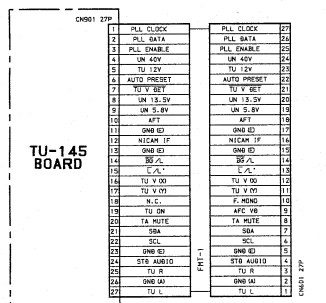 CN901 27P
1 PLL CLOCK PLL CLOCK 27
2 PLL DATA PLL DATA 26
3 PLL ENABLE PLL ENABLE 25
4 UN 40V UN 40V 24
5 TU 12V TU 12V 23
6 AUTO PRESET AUTO PRESET 22
7 TU V DET TU V DET 21
8 UN 13.5V UN 13.5V 20
9 UN 5.8V UN 5.8V 19
10 AFT AFT 18
11 GND (E) GND (E) 17
12 NICAM IF NICAM IF 16
13 GND (E) GND (E) 15
14 BG/L BG/L 14
15 L/L' L/L' 13
16 TU V (X) TU V (X) 12
17 TU V (Y) TU V (Y) 11
18 N.C. F. MONO 10
19 TU ON AFC V0 9
20 TA MUTE TA MUTE 8
21 SDA SDA 7
22 SCL SCL 6
23 GND (E) GND (E) 5
24 STD AUDIO STD AUDIO 4
25 TU R TU R 3
26 GND (A) GND (A) 2
27 TU L TU L 1
TU-145
BOARD
FMT-1
CN601 27P